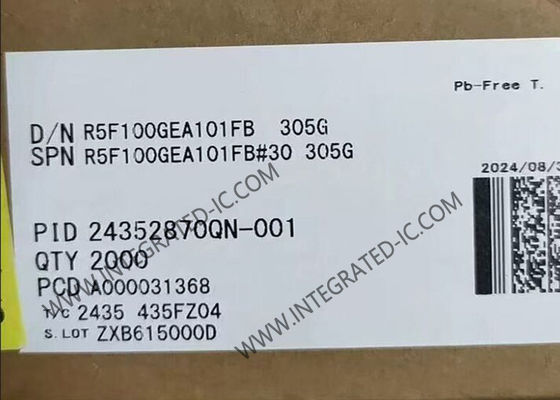 Pb-Free T.
D/N R5F100GEA101FB 305G
SPN R5F100GEA101FB#30 305G
2024/08/3
PID 24352870QN-001
QTY 2000
PCD A000031368
T/C 2435 435FZ04
S. LOT ZXB615000D
WWW.INTEGRATED-IC.COM
WWW.INTEGRATED-IC.COM